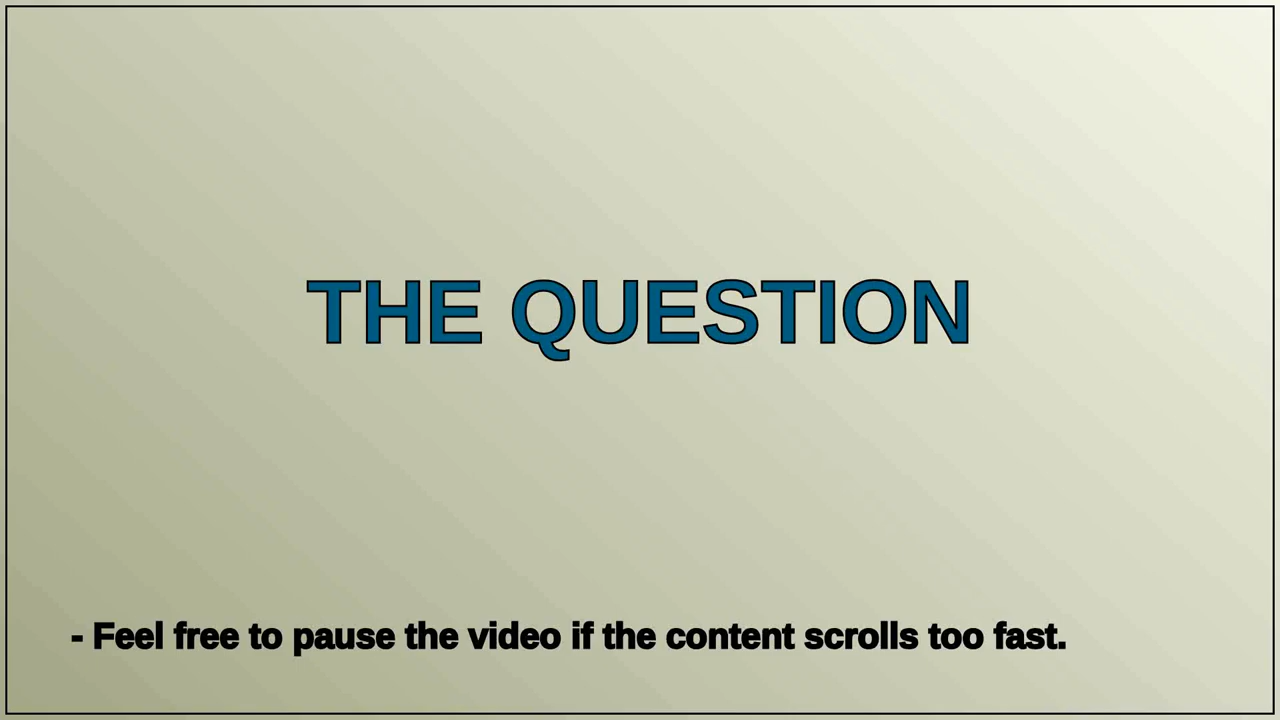 THE QUESTION
- Feel free to pause the video if the content scrolls too fast.